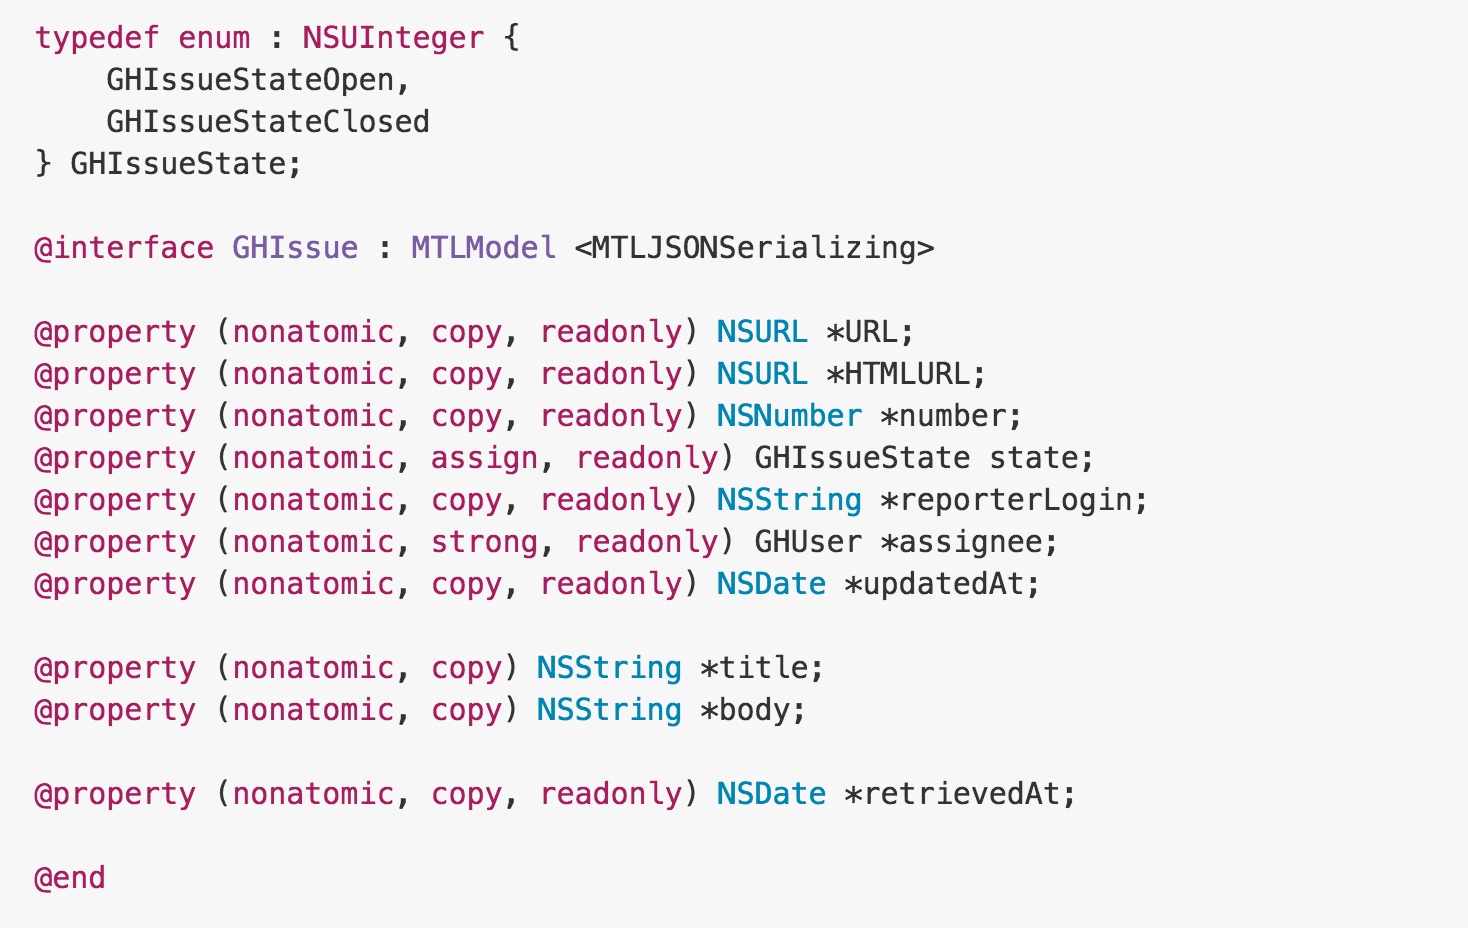 typedef enum : NSUInteger {
    GHIssueStateOpen,
    GHIssueStateClosed
} GHIssueState;

@interface GHIssue : MTLModel <MTLJSONSerializing>

@property (nonatomic, copy, readonly) NSURL *URL;
@property (nonatomic, copy, readonly) NSURL *HTMLURL;
@property (nonatomic, copy, readonly) NSNumber *number;
@property (nonatomic, assign, readonly) GHIssueState state;
@property (nonatomic, copy, readonly) NSString *reporterLogin;
@property (nonatomic, strong, readonly) GHUser *assignee;
@property (nonatomic, copy, readonly) NSDate *updatedAt;

@property (nonatomic, copy) NSString *title;
@property (nonatomic, copy) NSString *body;

@property (nonatomic, copy, readonly) NSDate *retrievedAt;

@end